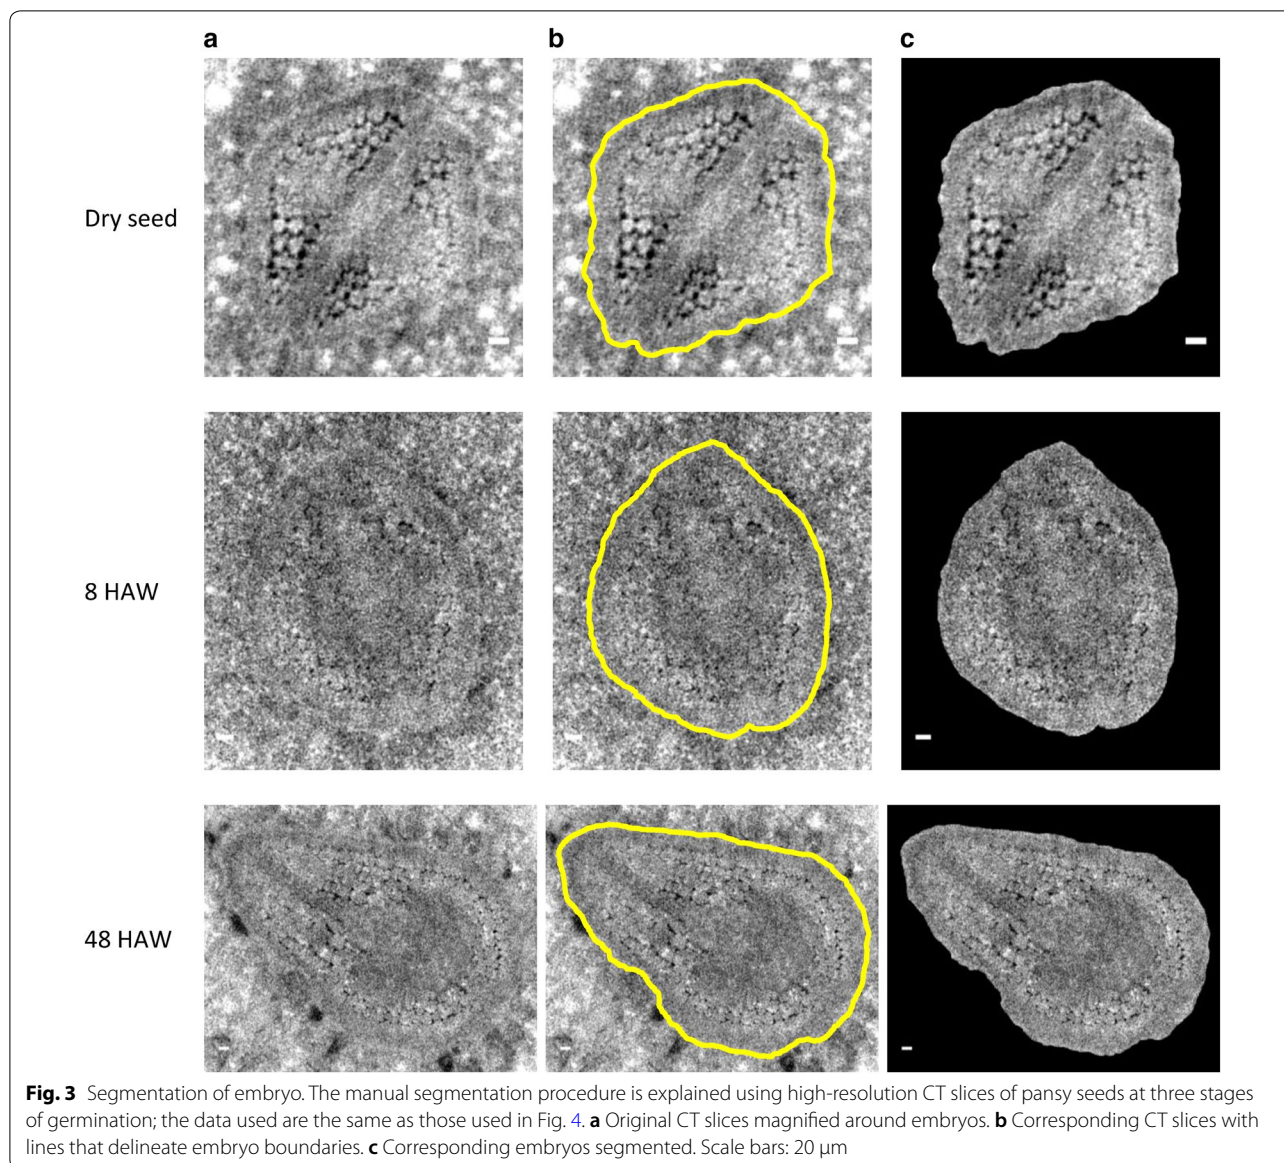 a b c
Dry seed
8 HAW
48 HAW
Fig. 3 Segmentation of embryo. The manual segmentation procedure is explained using high-resolution CT slices of pansy seeds at three stages
of germination; the data used are the same as those used in Fig. 4. a Original CT slices magnified around embryos. b Corresponding CT slices with
lines that delineate embryo boundaries. c Corresponding embryos segmented. Scale bars: 20 µm